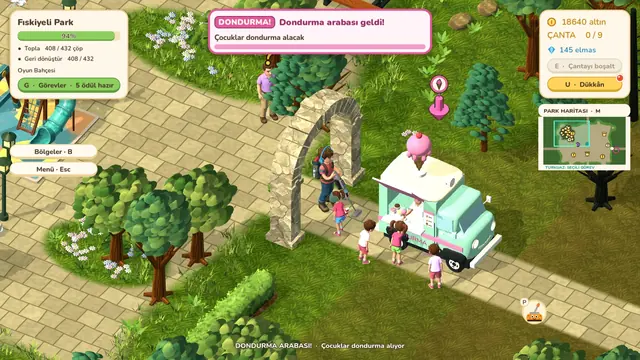 Fıskiyeli Park
94%
• Topla 408 / 432 çöp
• Geri dönüştür 408 / 432
Oyun Bahçesi
G · Görevler · 5 ödül hazır
Bölgeler · B
Menü · Esc
DONDURMA! Dondurma arabası geldi!
Çocuklar dondurma alacak
18640 altın
ÇANTA 0 / 9
145 elmas
E · Çantayı boşalt
U · Dükkân
PARK HARİTASI · M
P
DONDURMA ARABASI! · Çocuklar dondurma alıyor